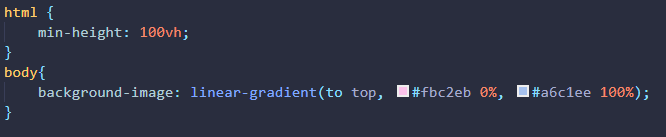 html {
    min-height: 100vh;
}
body{
    background-image: linear-gradient(to top, #fbc2eb 0%, #a6c1ee 100%);
}